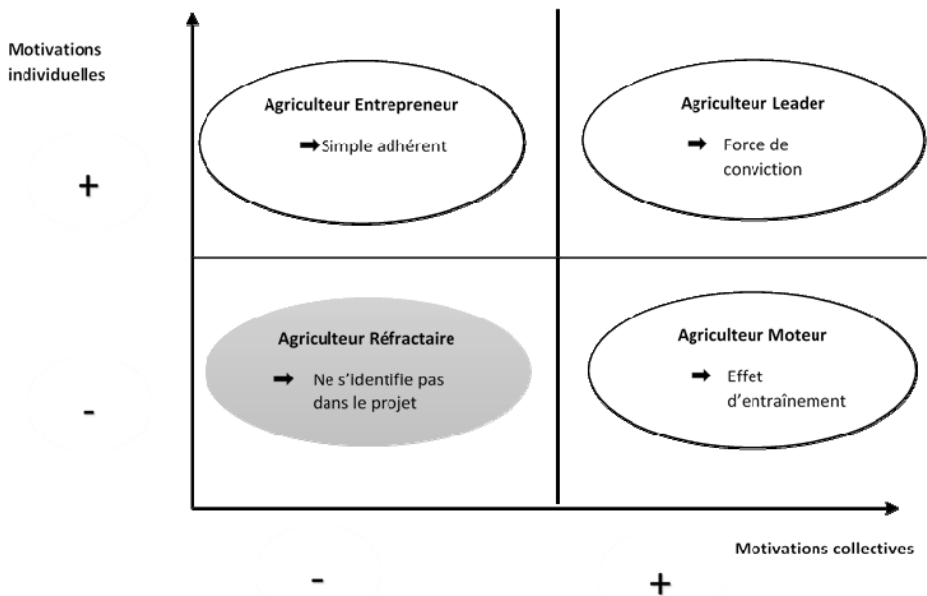 Motivations
individuelles
Agriculteur Entrepreneur
➡Simple adhérent
Agriculteur Leader
➡ Force de
conviction
+
Agriculteur Réfractaire
➡ Ne s'identifie pas
dans le projet
Agriculteur Moteur
➡ Effet
d'entraînement
-
Motivations collectives
-
+